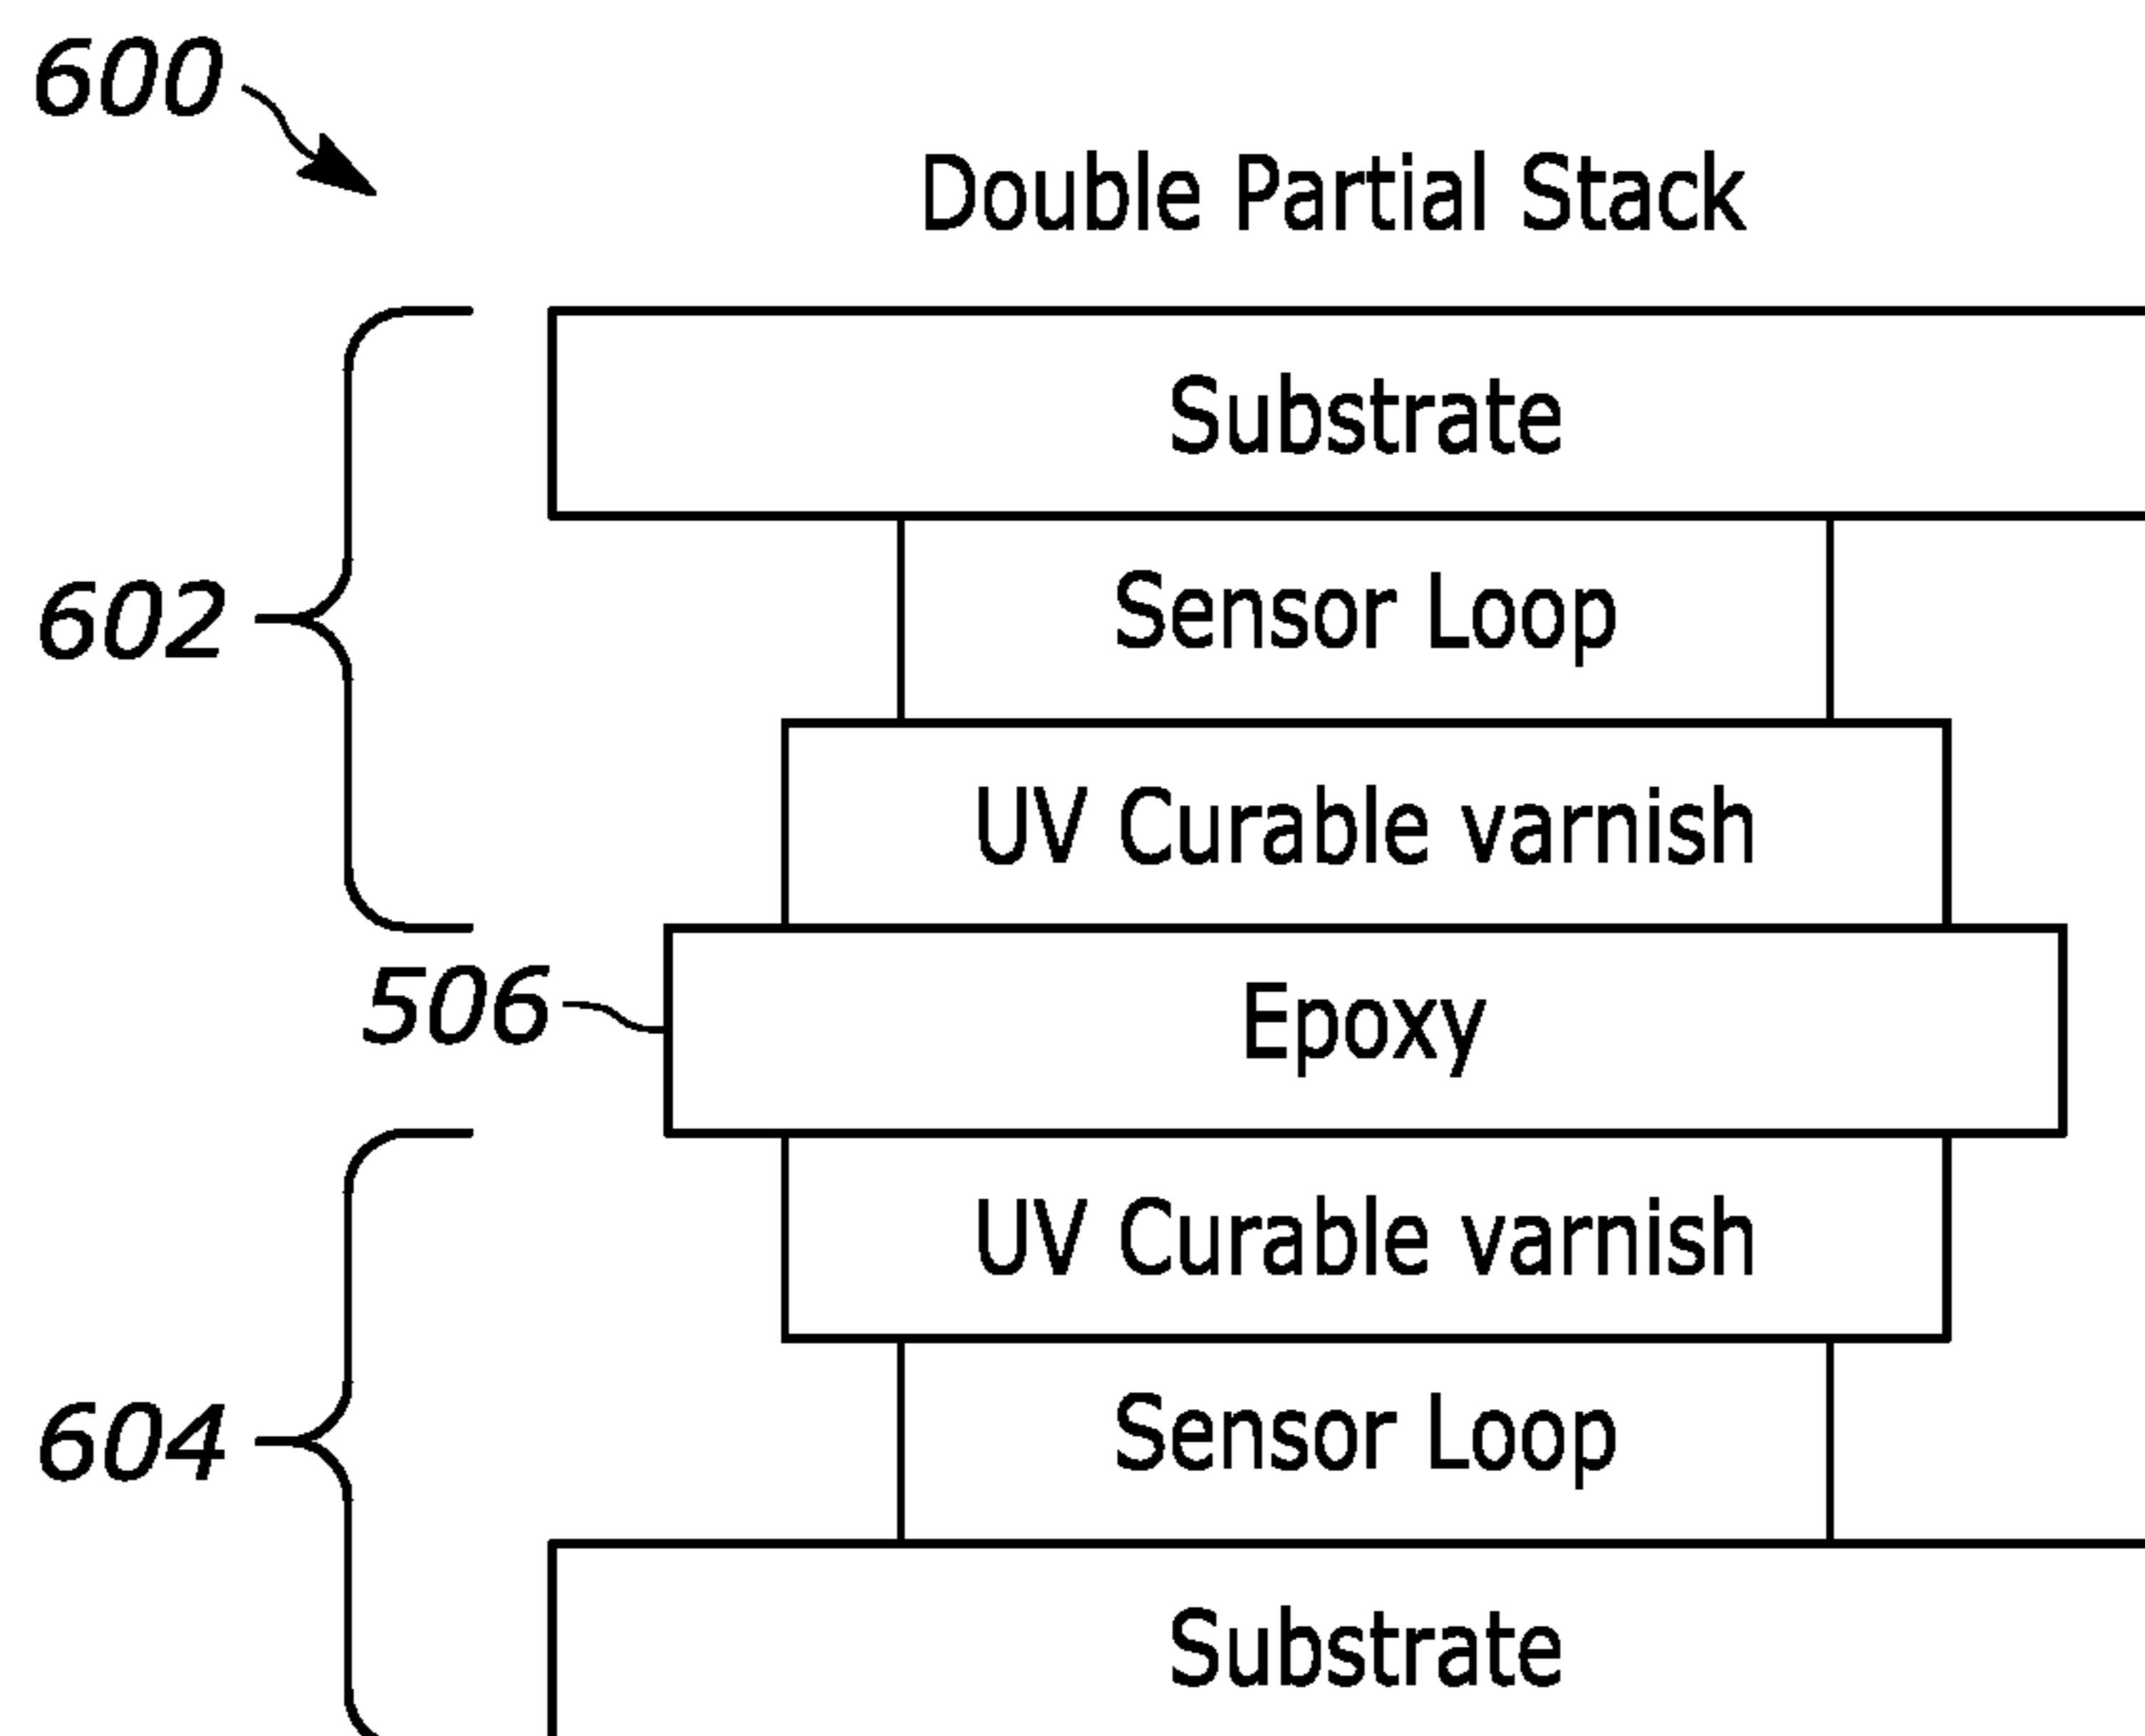 600
Double Partial Stack
Substrate
Sensor Loop
602
UV Curable varnish
506
Epoxy
UV Curable varnish
Sensor Loop
604
Substrate